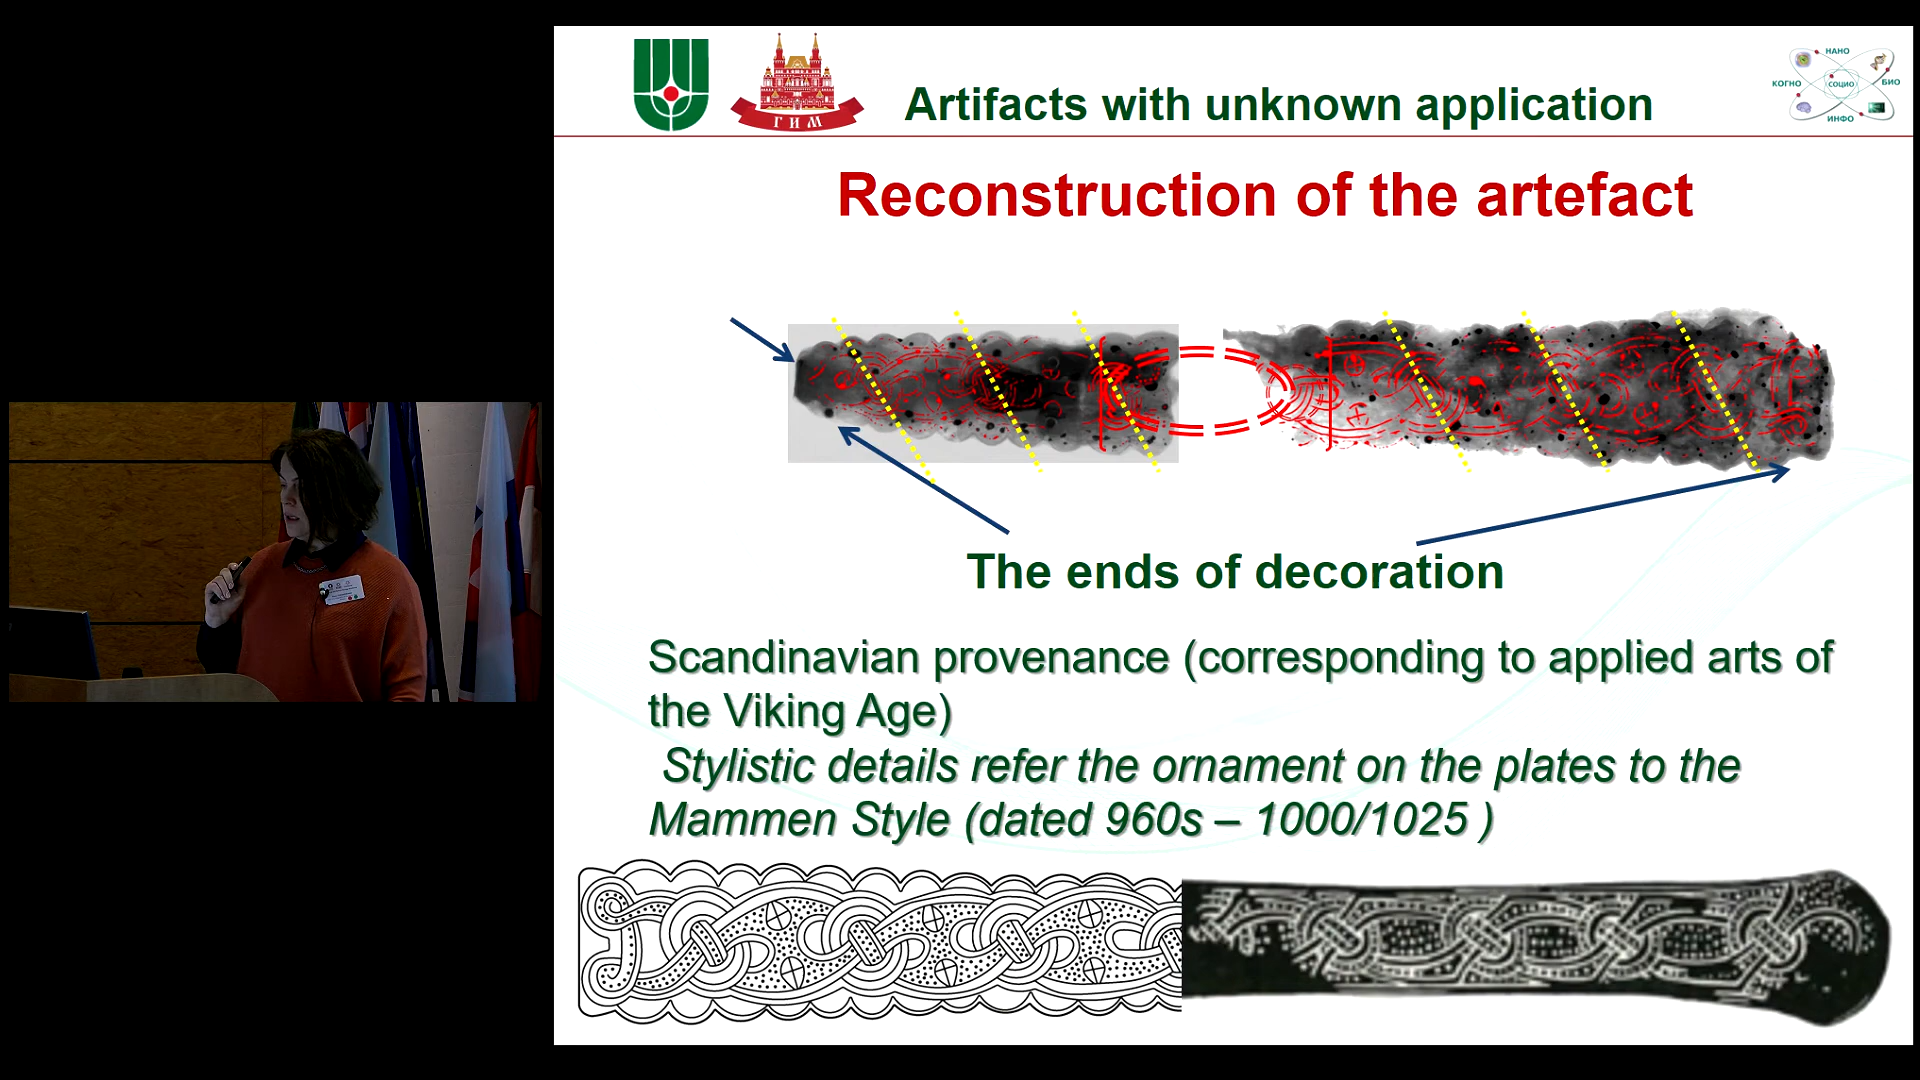 Artifacts with unknown application
ГИМ
НАНО
КОГНО
СОЦИО
БИО
ИНФО
Reconstruction of the artefact
The ends of decoration
Scandinavian provenance (corresponding to applied arts of
the Viking Age)
Stylistic details refer the ornament on the plates to the
Mammen Style (dated 960s – 1000/1025 )